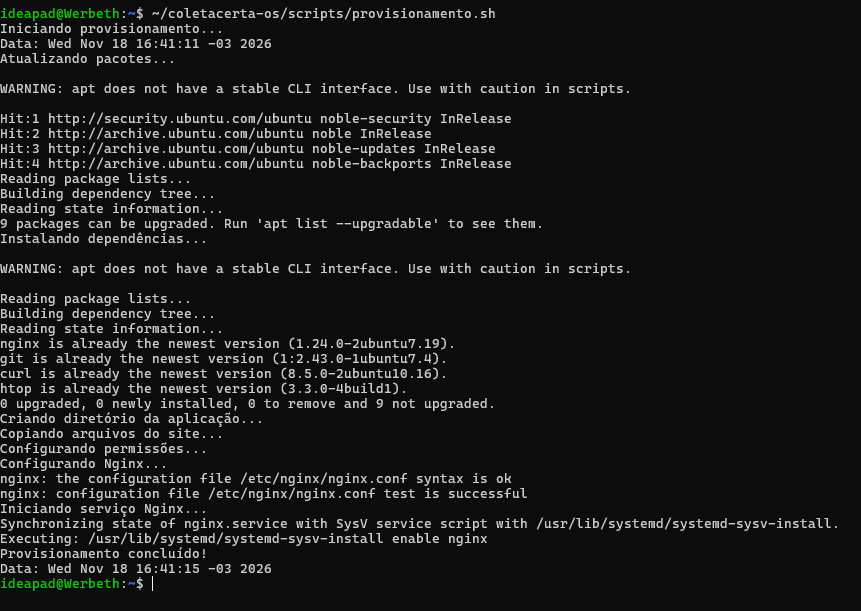 ideapad@Werbeth:~$ ~/coletacerta-os/scripts/provisionamento.sh
Iniciando provisionamento...
Data: Wed Nov 18 16:41:11 -03 2026
Atualizando pacotes...
WARNING: apt does not have a stable CLI interface. Use with caution in scripts.
Hit:1 http://security.ubuntu.com/ubuntu noble-security InRelease
Hit:2 http://archive.ubuntu.com/ubuntu noble InRelease
Hit:3 http://archive.ubuntu.com/ubuntu noble-updates InRelease
Hit:4 http://archive.ubuntu.com/ubuntu noble-backports InRelease
Reading package lists...
Building dependency tree...
Reading state information...
9 packages can be upgraded. Run 'apt list --upgradable' to see them.
Instalando dependências...
WARNING: apt does not have a stable CLI interface. Use with caution in scripts.
Reading package lists...
Building dependency tree...
Reading state information...
nginx is already the newest version (1.24.0-2ubuntu7.19).
git is already the newest version (1:2.43.0-1ubuntu7.4).
curl is already the newest version (8.5.0-2ubuntu10.16).
htop is already the newest version (3.3.0-4build1).
0 upgraded, 0 newly installed, 0 to remove and 9 not upgraded.
Criando diretório da aplicação...
Copiando arquivos do site...
Configurando permissões...
Configurando Nginx...
nginx: the configuration file /etc/nginx/nginx.conf syntax is ok
nginx: configuration file /etc/nginx/nginx.conf test is successful
Iniciando serviço Nginx...
Synchronizing state of nginx.service with SysV service script with /usr/lib/systemd/systemd-sysv-install.
Executing: /usr/lib/systemd/systemd-sysv-install enable nginx
Provisionamento concluído!
Data: Wed Nov 18 16:41:15 -03 2026
ideapad@Werbeth:~$